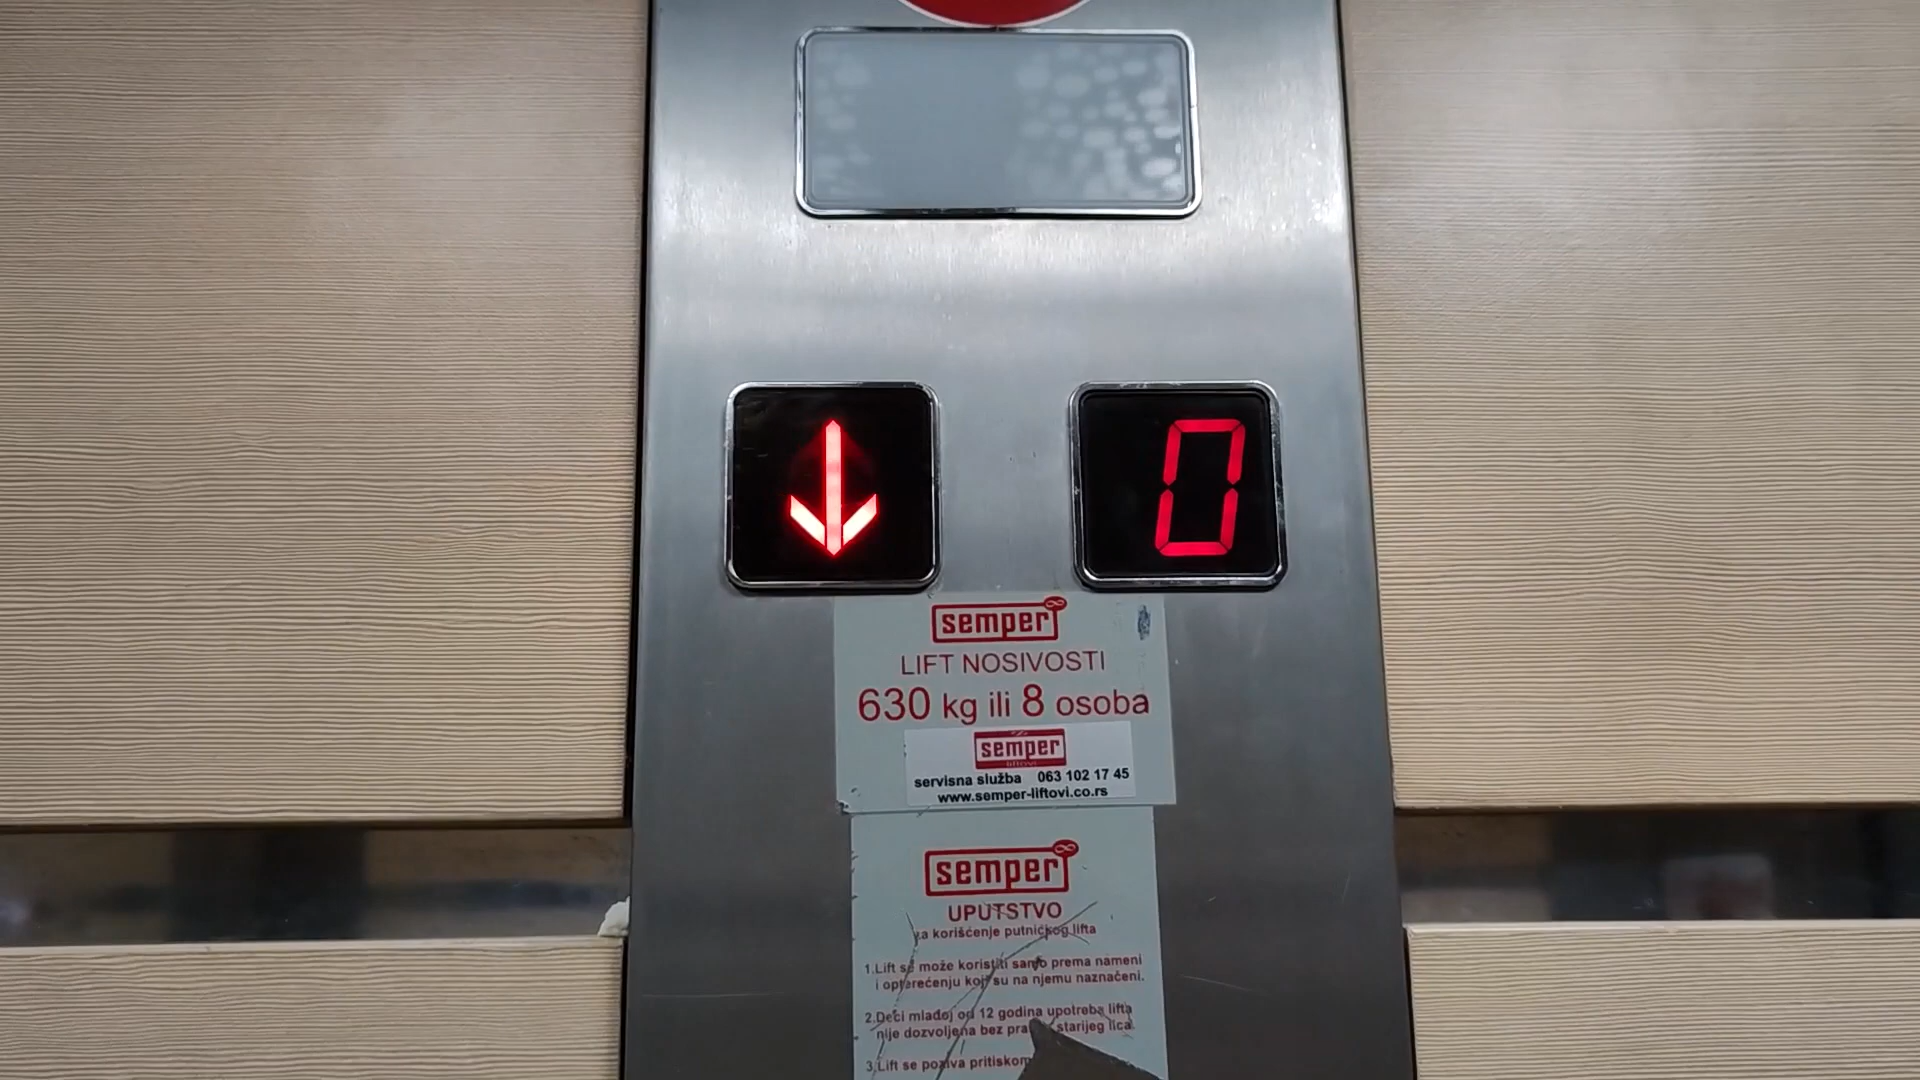 0
semper
LIFT NOSIVOSTI
630 kg ili 8 osoba
semper
liftovi
servisna služba 063 102 17 45
www.semper-liftovi.co.rs
semper
UPUTSTVO
za korišćenje putničkog lifta
1.Lift se može koristiti samo prema nameni
i opterećenju koji su na njemu naznačeni.
2.Deci mlađoj od 12 godina upotreba lifta
nije dozvoljena bez starijeg lica.
3.Lift se poziva pritiskom